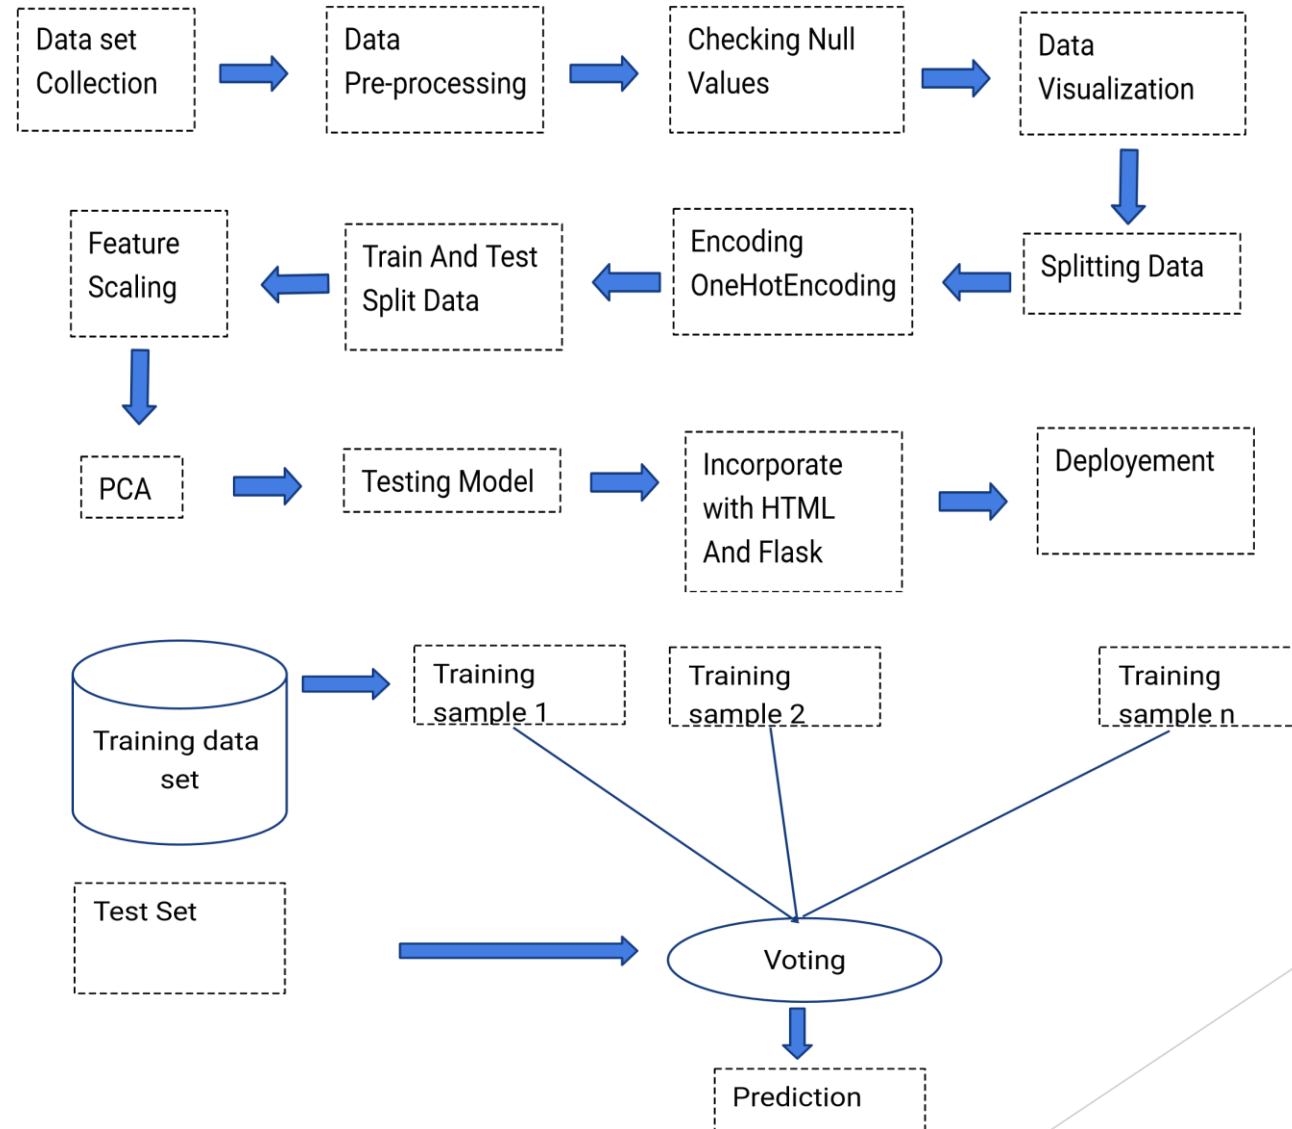 Data set
Collection
Data
Pre-processing
Checking Null
Values
Data
Visualization
Splitting Data
Encoding
OneHotEncoding
Train And Test
Split Data
Feature
Scaling
PCA
Testing Model
Incorporate
with HTML
And Flask
Deployement
Training data
set
Training
sample 1
Training
sample 2
Training
sample n
Test Set
Voting
Prediction